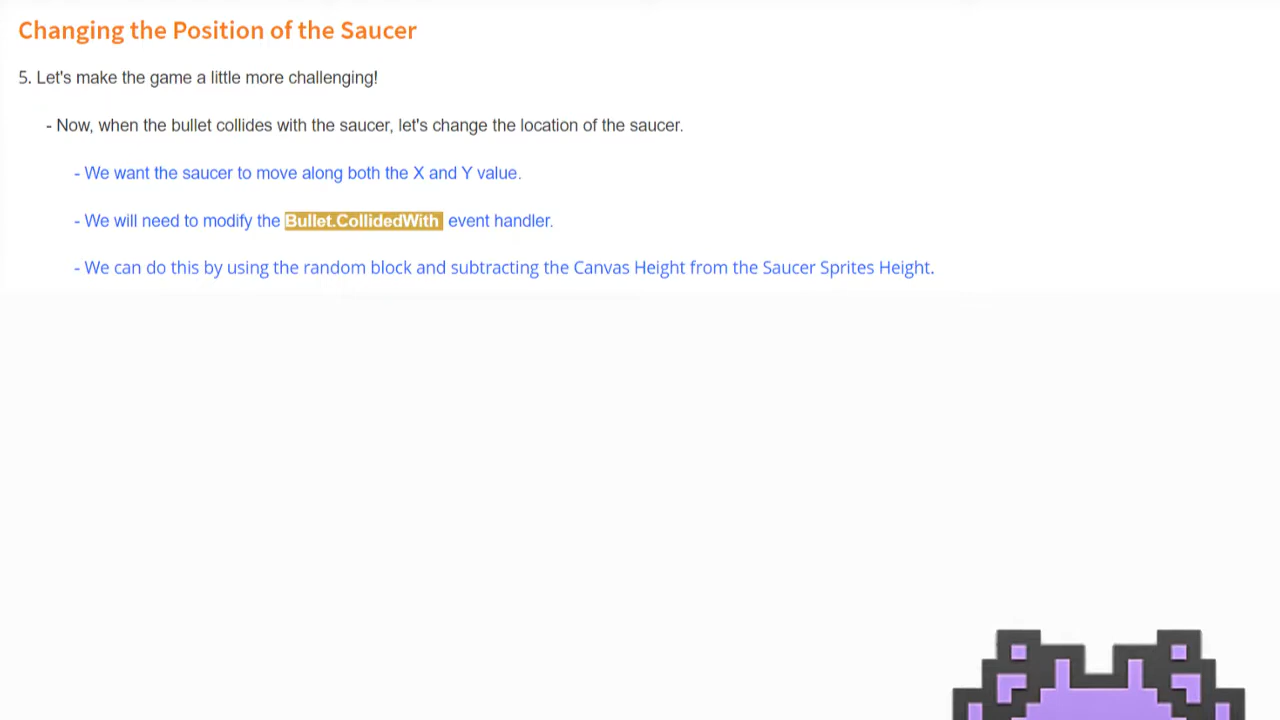 Changing the Position of the Saucer
5. Let's make the game a little more challenging!
- Now, when the bullet collides with the saucer, let's change the location of the saucer.
- We want the saucer to move along both the X and Y value.
- We will need to modify the Bullet.CollidedWith event handler.
- We can do this by using the random block and subtracting the Canvas Height from the Saucer Sprites Height.